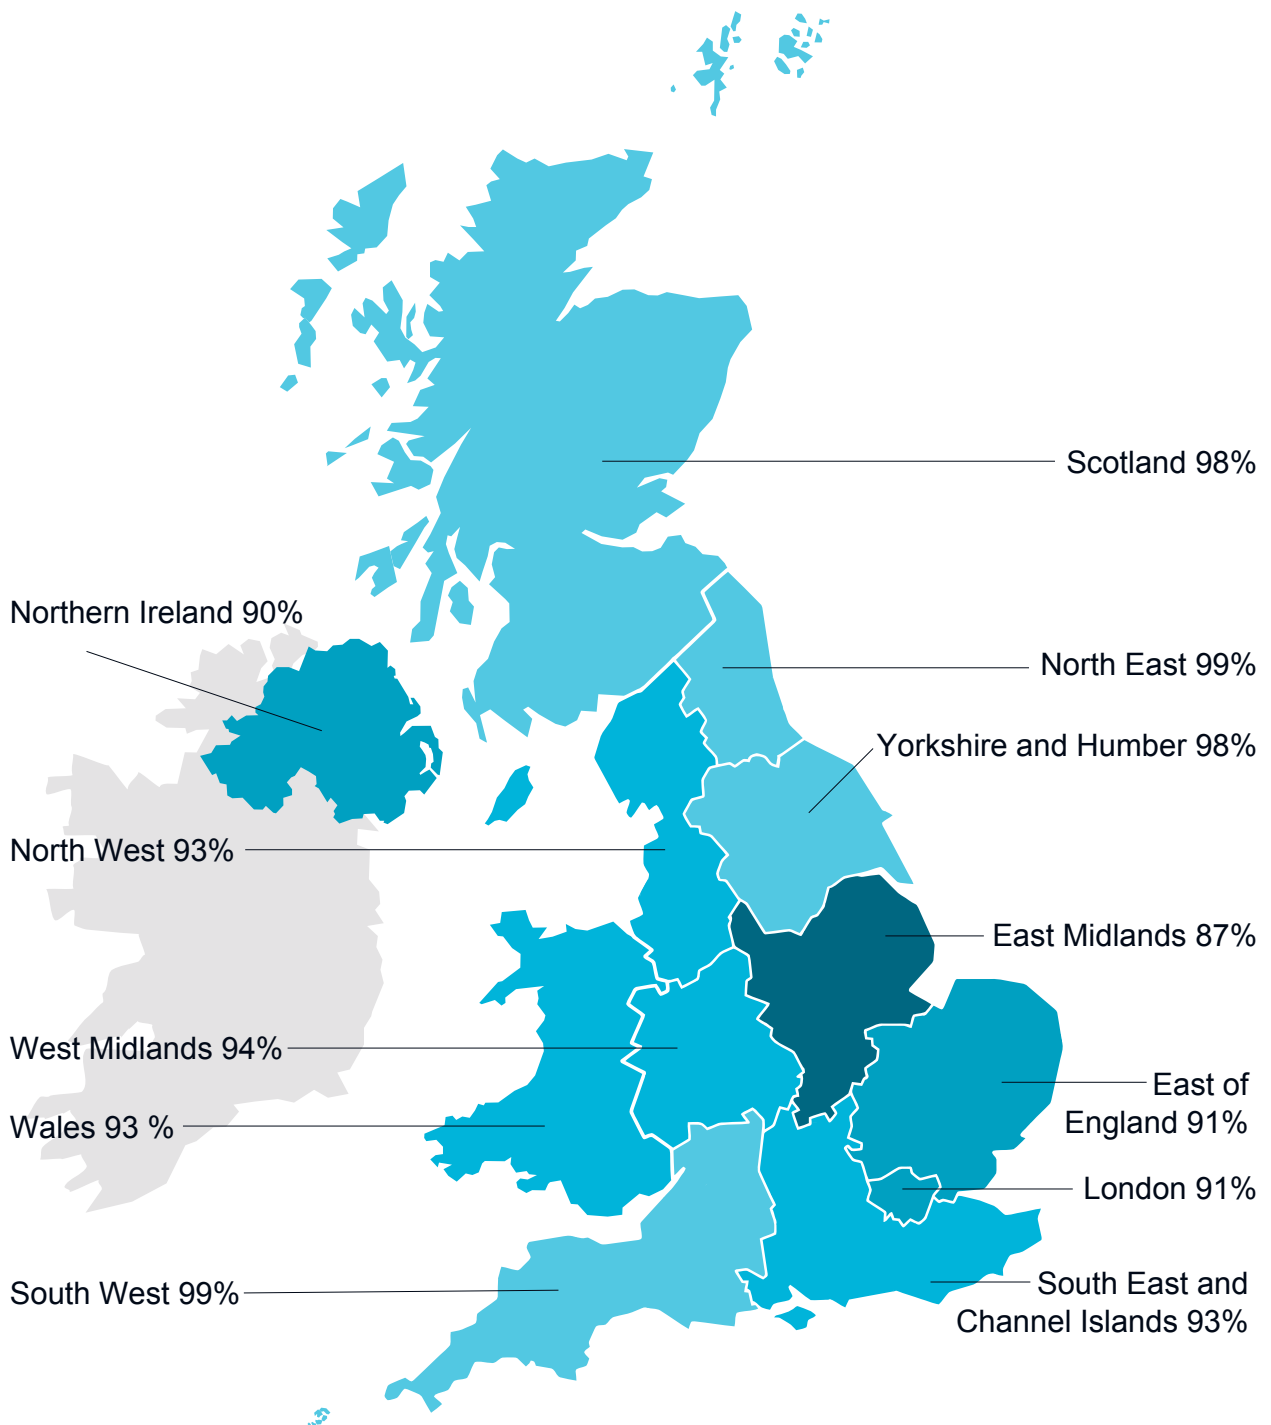 Scotland 98%
Northern Ireland 90%
North East 99%
Yorkshire and Humber 98%
North West 93%
East Midlands 87%
West Midlands 94%
East of
England 91%
Wales 93 %
London 91%
South West 99%
South East and
Channel Islands 93%